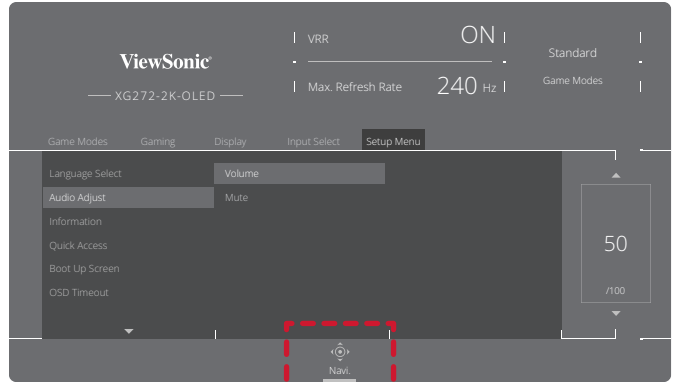 VRR ON
ViewSonic®
Standard
XG272-2K-OLED
Max. Refresh Rate 240 Hz
Game Modes
Game Modes Gaming Display Input Select Setup Menu
Language Select Volume
Audio Adjust Mute
Information
Quick Access
50
Boot Up Screen
OSD Timeout /100
Navi.